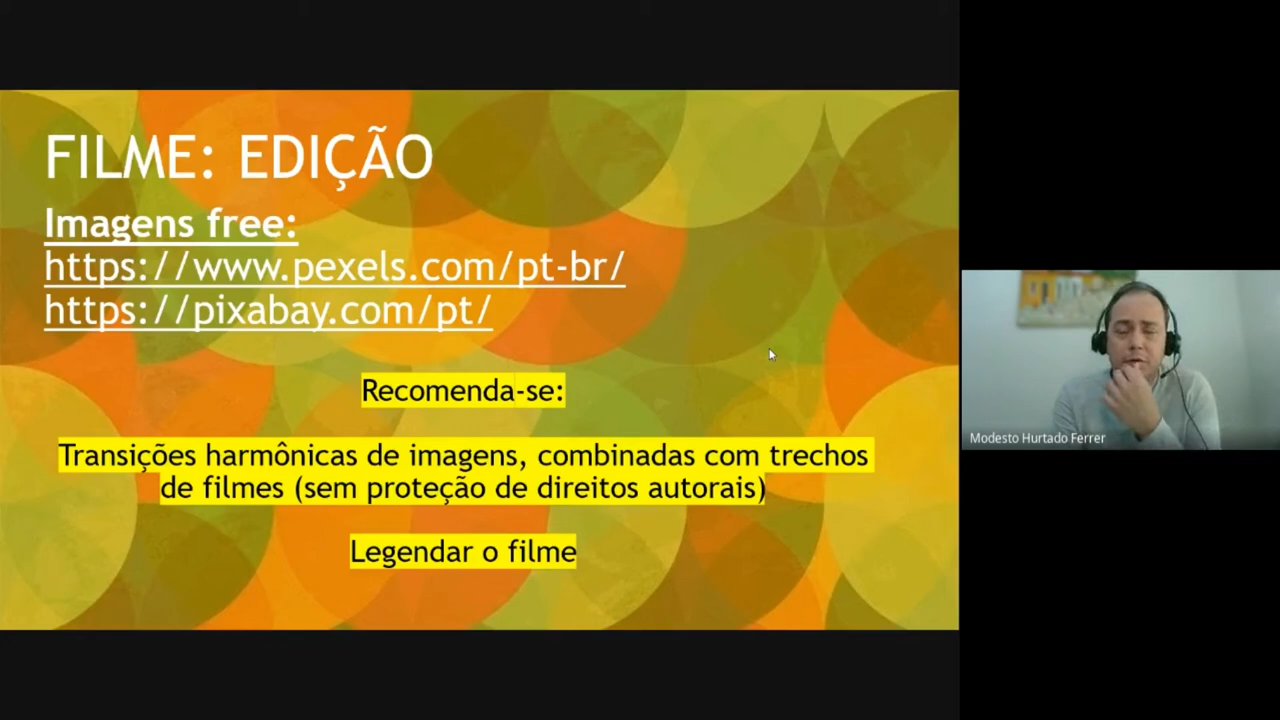 FILME: EDIÇÃO
Imagens free:
https://www.pexels.com/pt-br/
https://pixabay.com/pt/
Recomenda-se:
Transições harmônicas de imagens, combinadas com trechos
de filmes (sem proteção de direitos autorais)
Legendar o filme
Modesto Hurtado Ferrer